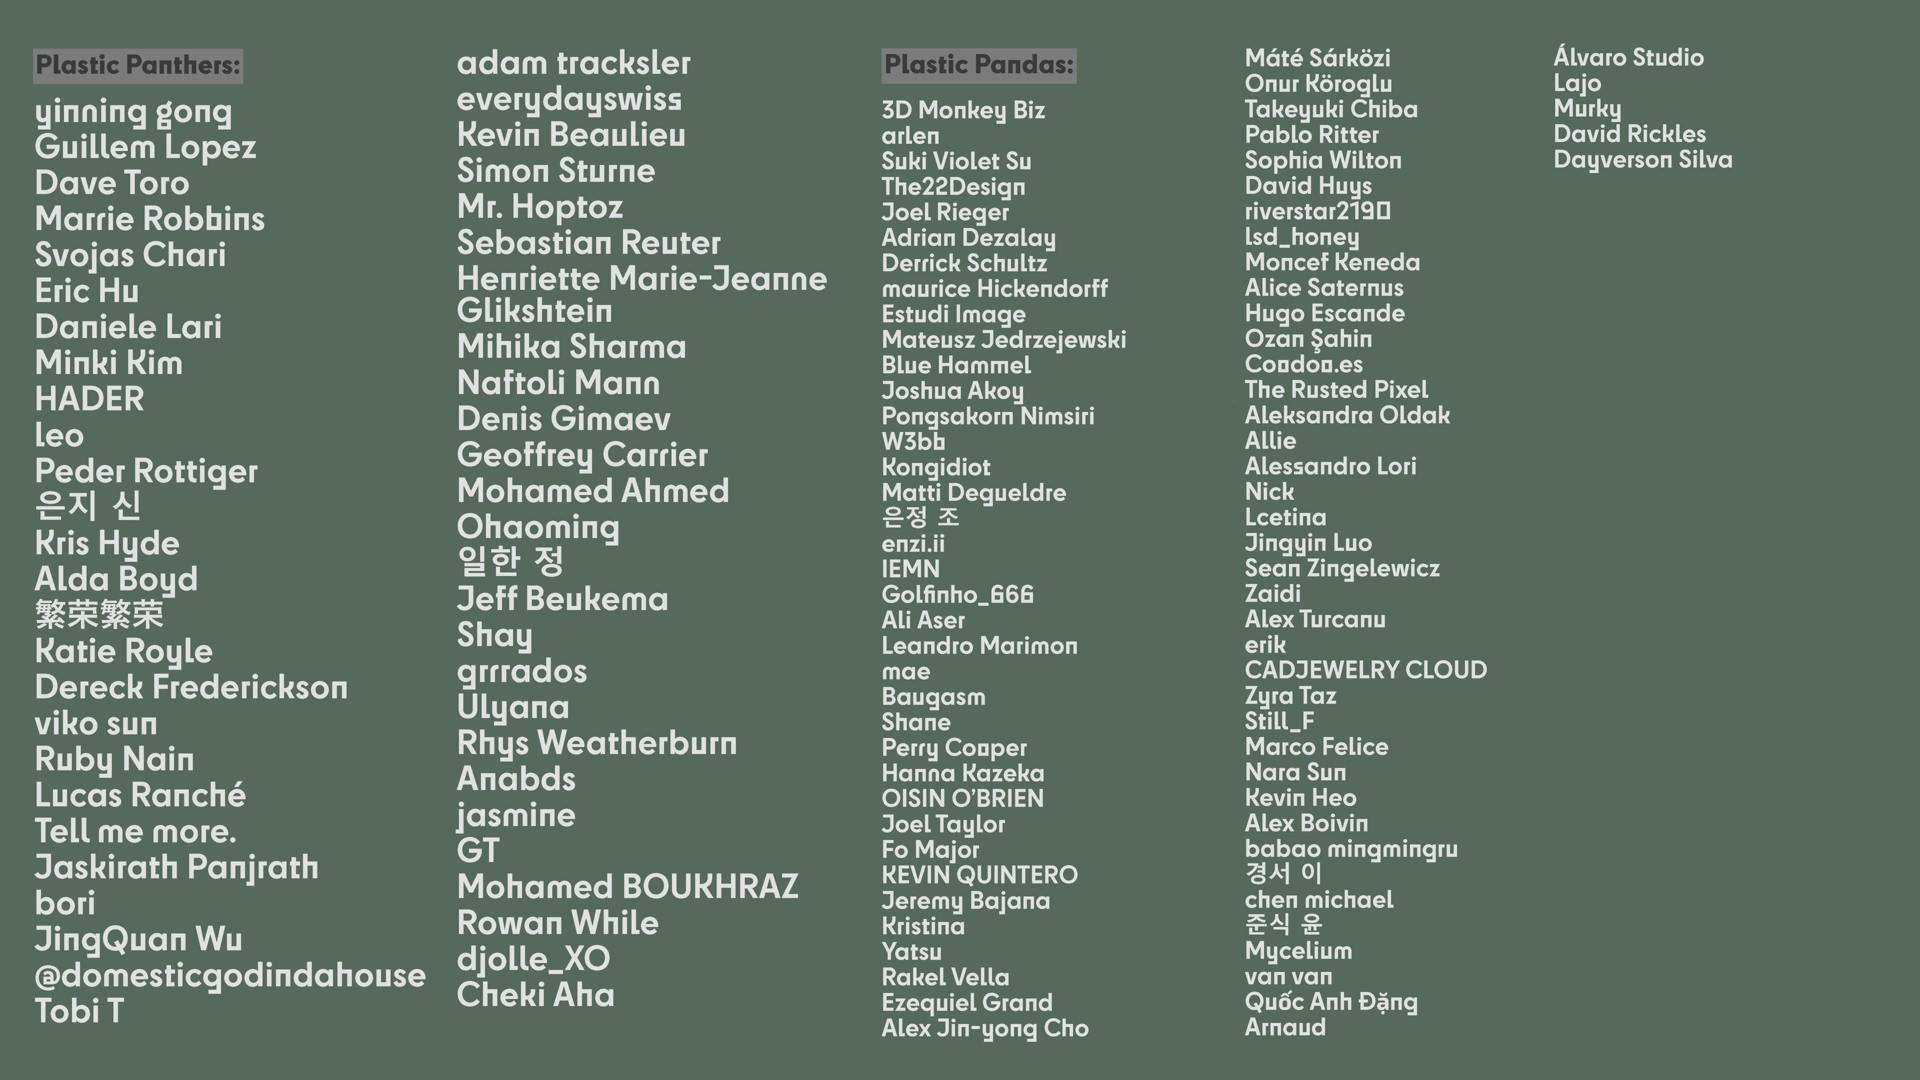 Plastic Panthers:
yinning gong
Guillem Lopez
Dave Toro
Marrie Robbins
Svojas Chari
Eric Hu
Daniele Lari
Minki Kim
HADER
leo
Peder Rottiger
은지 신
Kris Hyde
Alda Boyd
繁荣繁荣
Katie Royle
Dereck Frederickson
viko sun
Ruby Nain
Lucas Ranché
Tell me more.
Jaskirath Panjrath
bori
JingQuan Wu
@domesticgodindahouse
Tobi T
adam tracksler
everydayswiss
Kevin Beaulieu
Simon Sturne
Mr. Hoptoz
Sebastian Reuter
Henriette Marie-Jeanne
Glikshtein
Mihika Sharma
Naftoli Mann
Denis Gimaev
Geoffrey Carrier
Mohamed Ahmed
Ohaoming
일한 정
Jeff Beukema
Shay
grrrados
Ulyana
Rhys Weatherburn
Anabds
jasmine
GT
Mohamed BOUKHRAZ
Rowan While
djolle_XO
Cheki Aha
Plastic Pandas:
3D Monkey Biz
arlen
Suki Violet Su
The22Design
Joel Rieger
Adrian Dezalay
Derrick Schultz
maurice Hickendorff
Estudi Image
Mateusz Jedrzejewski
Blue Hammel
Joshua Akoy
Pongsakorn Nimsiri
W3bb
Kongidiot
Matti Degueldre
은정 조
enzi.ii
IEMN
Golfinho_666
Ali Aser
Leandro Marimon
mae
Baugasm
Shane
Perry Cooper
Hanna Kazeka
OISIN O’BRIEN
Joel Taylor
Fo Major
KEVIN QUINTERO
Jeremy Bajana
Kristina
Yatsu
Rakel Vella
Ezequiel Grand
Alex Jin-yong Cho
Máté Sárközi
Onur Köroglu
Takeyuki Chiba
Pablo Ritter
Sophia Wilton
David Huys
riverstar2190
lsd_honey
Moncef Keneda
Alice Saternus
Hugo Escande
Ozan Şahin
Condon.es
The Rusted Pixel
Aleksandra Oldak
Allie
Alessandro Lori
Nick
Lcetina
Jingyin Luo
Sean Zingelewicz
Zaidi
Alex Turcanu
erik
CADJEWELRY CLOUD
Zyra Taz
Still_F
Marco Felice
Nara Sun
Kevin Heo
Alex Boivin
babao mingmingru
경서 이
chen michael
준식 윤
Mycelium
van van
Quốc Anh Đặng
Arnaud
Álvaro Studio
Lajo
Murky
David Rickles
Dayverson Silva